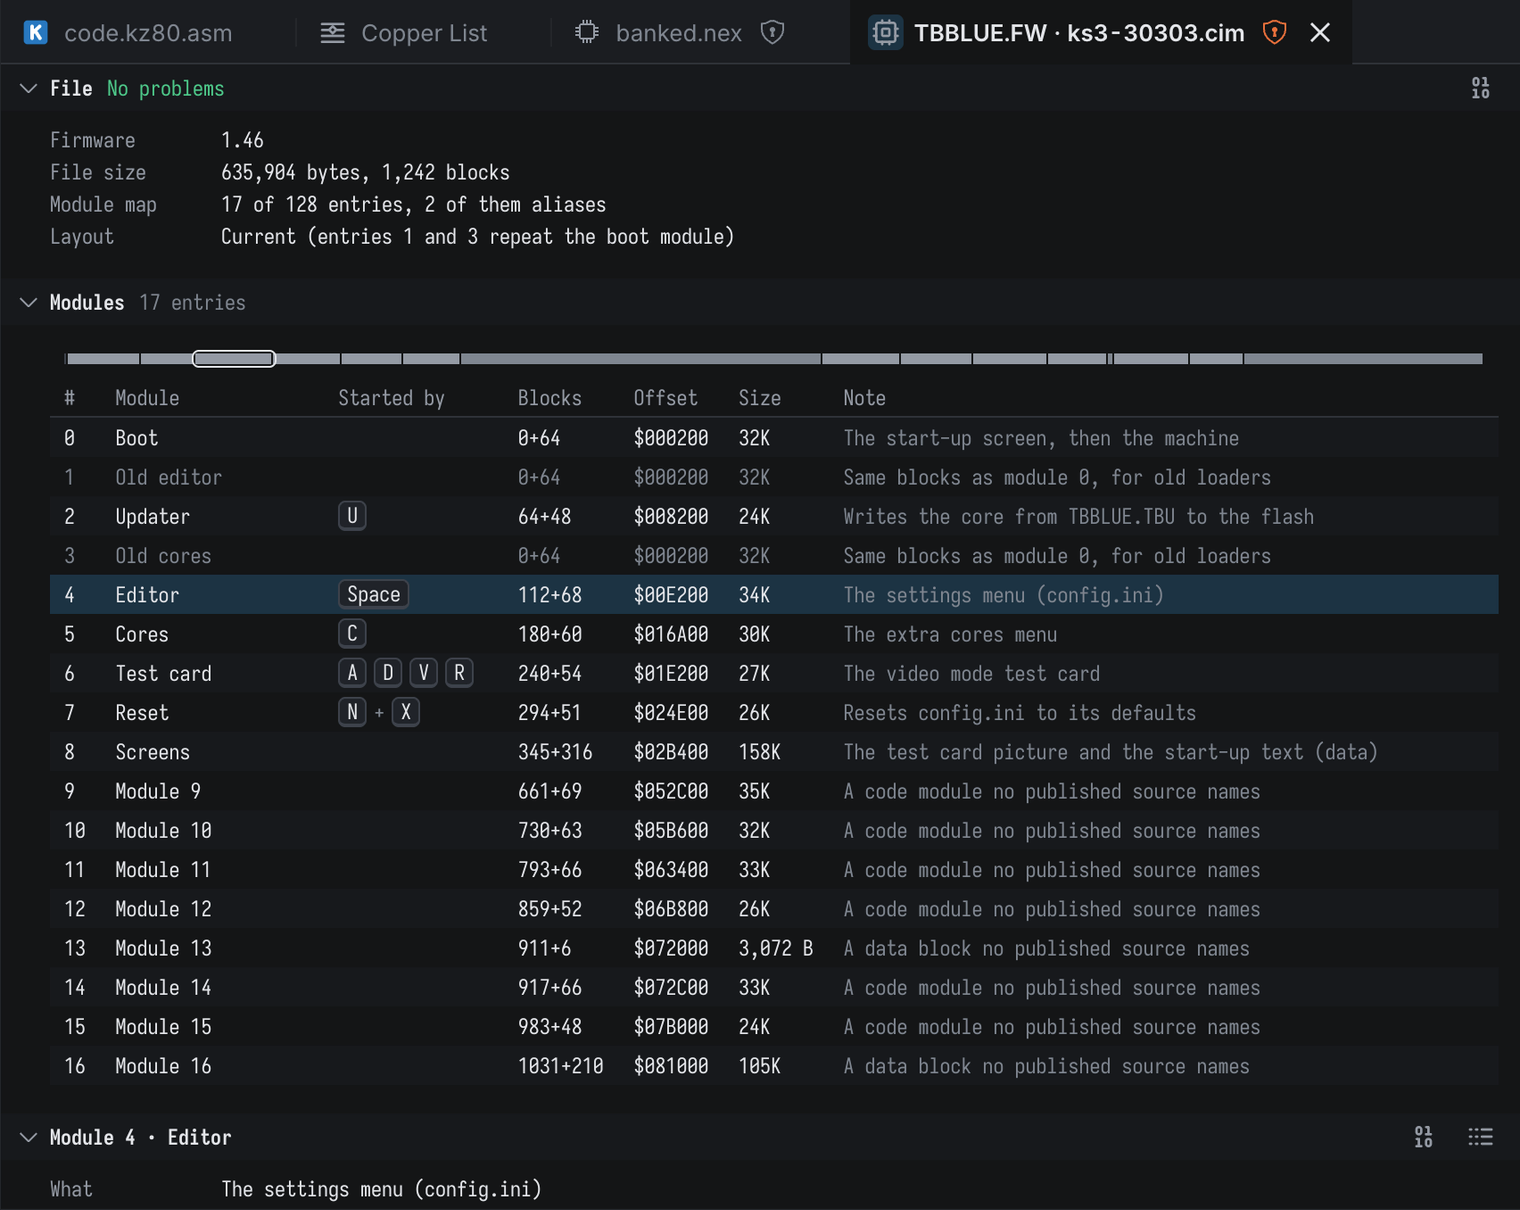 K code.kz80.asm Copper List banked.nex TBBLUE.FW · ks3-30303.cim
File No problems 01 10
Firmware 1.46
File size 635,904 bytes, 1,242 blocks
Module map 17 of 128 entries, 2 of them aliases
Layout Current (entries 1 and 3 repeat the boot module)
Modules 17 entries
# Module Started by Blocks Offset Size Note
0 Boot 0+64 $000200 32K The start-up screen, then the machine
1 Old editor 0+64 $000200 32K Same blocks as module 0, for old loaders
2 Updater U 64+48 $008200 24K Writes the core from TBBLUE.TBU to the flash
3 Old cores 0+64 $000200 32K Same blocks as module 0, for old loaders
4 Editor Space 112+68 $00E200 34K The settings menu (config.ini)
5 Cores C 180+60 $016A00 30K The extra cores menu
6 Test card A D V R 240+54 $01E200 27K The video mode test card
7 Reset N + X 294+51 $024E00 26K Resets config.ini to its defaults
8 Screens 345+316 $02B400 158K The test card picture and the start-up text (data)
9 Module 9 661+69 $052C00 35K A code module no published source names
10 Module 10 730+63 $05B600 32K A code module no published source names
11 Module 11 793+66 $063400 33K A code module no published source names
12 Module 12 859+52 $06B800 26K A code module no published source names
13 Module 13 911+6 $072000 3,072 B A data block no published source names
14 Module 14 917+66 $072C00 33K A code module no published source names
15 Module 15 983+48 $07B000 24K A code module no published source names
16 Module 16 1031+210 $081000 105K A data block no published source names
Module 4 · Editor 01 10
What The settings menu (config.ini)